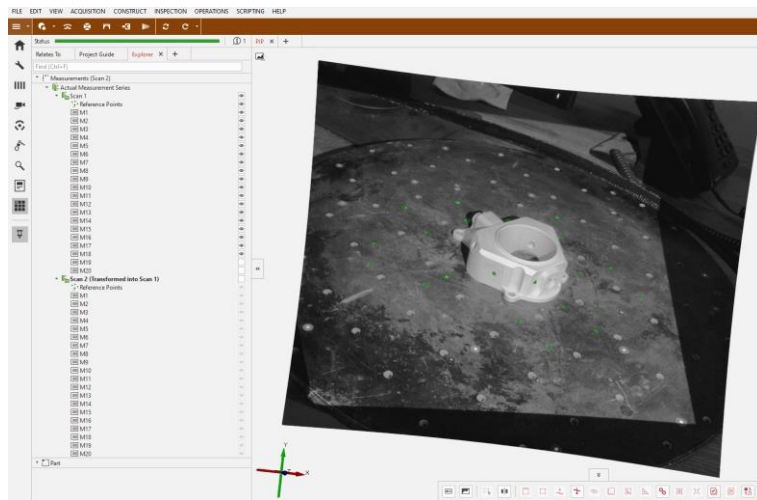 FILE EDIT VIEW ACQUISITION CONSTRUCT INSPECTION OPERATIONS SCRIPTING HELP
Status 1 PIP × +
Relates To Project Guide Explorer × +
Find (Ctrl+F)
Measurements (Scan 2)
Actual Measurement Series
Scan 1
Reference Points
M1
M2
M3
M4
M5
M6
M7
M8
M9
M10
M11
M12
M13
M14
M15
M16
M17
M18
M19
M20
Scan 2 (Transformed into Scan 1)
Reference Points
M1
M2
M3
M4
M5
M6
M7
M8
M9
M10
M11
M12
M13
M14
M15
M16
M17
M18
M19
M20
Part
Y
X